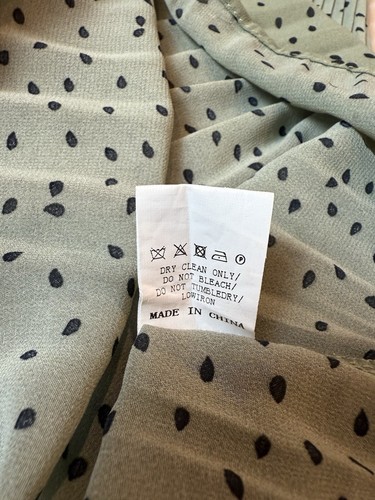 DRY CLEAN ONLY/
DO NOT BLEACH/
DO NOT TUMBLEDRY/
LOWIRON
MADE IN CHINA